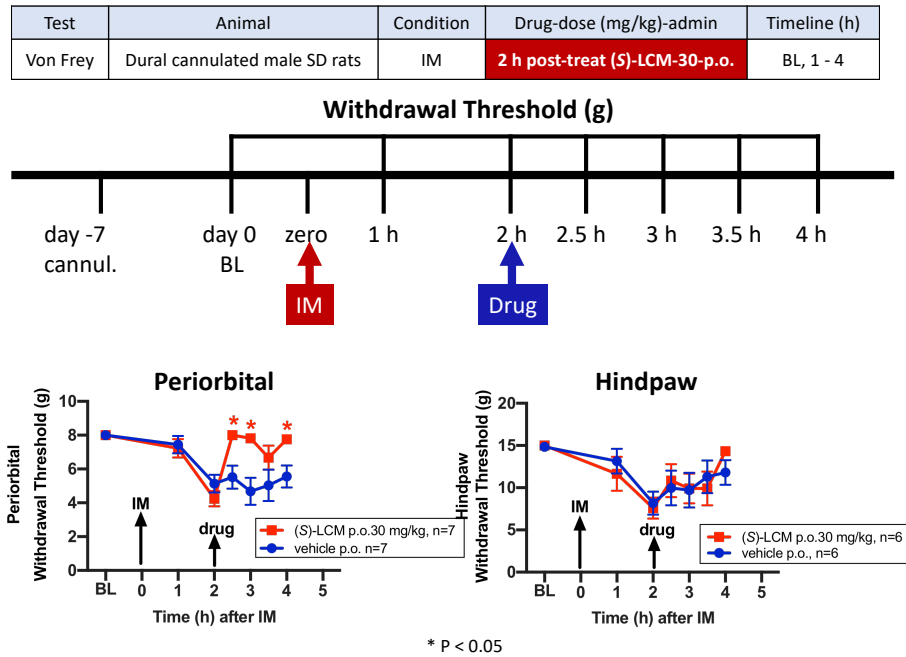 Test Animal Condition Drug-dose (mg/kg)-admin Timeline (h)
Von Frey Dural cannulated male SD rats IM 2 h post-treat (S)-LCM-30-p.o. BL, 1 - 4
Withdrawal Threshold (g)
day -7 day 0 zero 1 h 2 h 2.5 h 3 h 3.5 h 4 h
cannul. BL
IM Drug
Periorbital
Periorbital
Withdrawal Threshold (g)
10
8
6
4
2
0
* * *
IM
drug
(S)-LCM p.o.30 mg/kg, n=7
vehicle p.o. n=7
BL 0 1 2 3 4 5
Time (h) after IM
Hindpaw
Hindpaw
Withdrawal Threshold (g)
20
15
10
5
0
IM
drug
(S)-LCM p.o.30 mg/kg, n=6
vehicle p.o., n=6
BL 0 1 2 3 4 5
Time (h) after IM
* P < 0.05